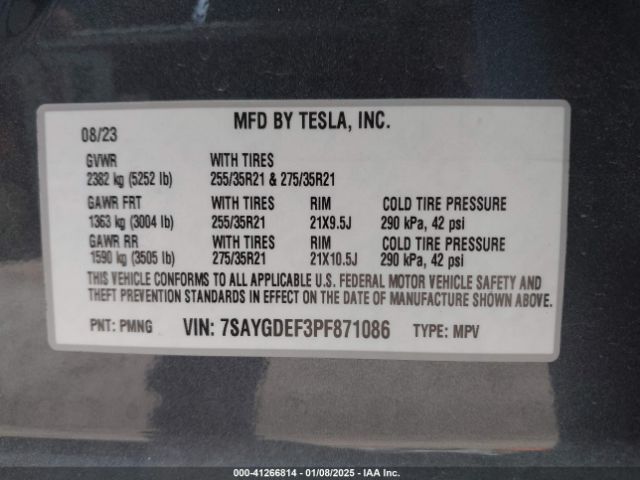 MFD BY TESLA, INC.
08/23
GVWR WITH TIRES
2382 kg (5252 lb) 255/35R21 & 275/35R21
GAWR FRT WITH TIRES RIM COLD TIRE PRESSURE
1363 kg (3004 lb) 255/35R21 21X9.5J 290 kPa, 42 psi
GAWR RR WITH TIRES RIM COLD TIRE PRESSURE
1590 kg (3505 lb) 275/35R21 21X10.5J 290 kPa, 42 psi
THIS VEHICLE CONFORMS TO ALL APPLICABLE U.S. FEDERAL MOTOR VEHICLE SAFETY AND
THEFT PREVENTION STANDARDS IN EFFECT ON THE DATE OF MANUFACTURE SHOWN ABOVE.
PNT: PMNG VIN: 7SAYGDEF3PF871086 TYPE: MPV
000-41266814 - 01/08/2025 - IAA Inc.